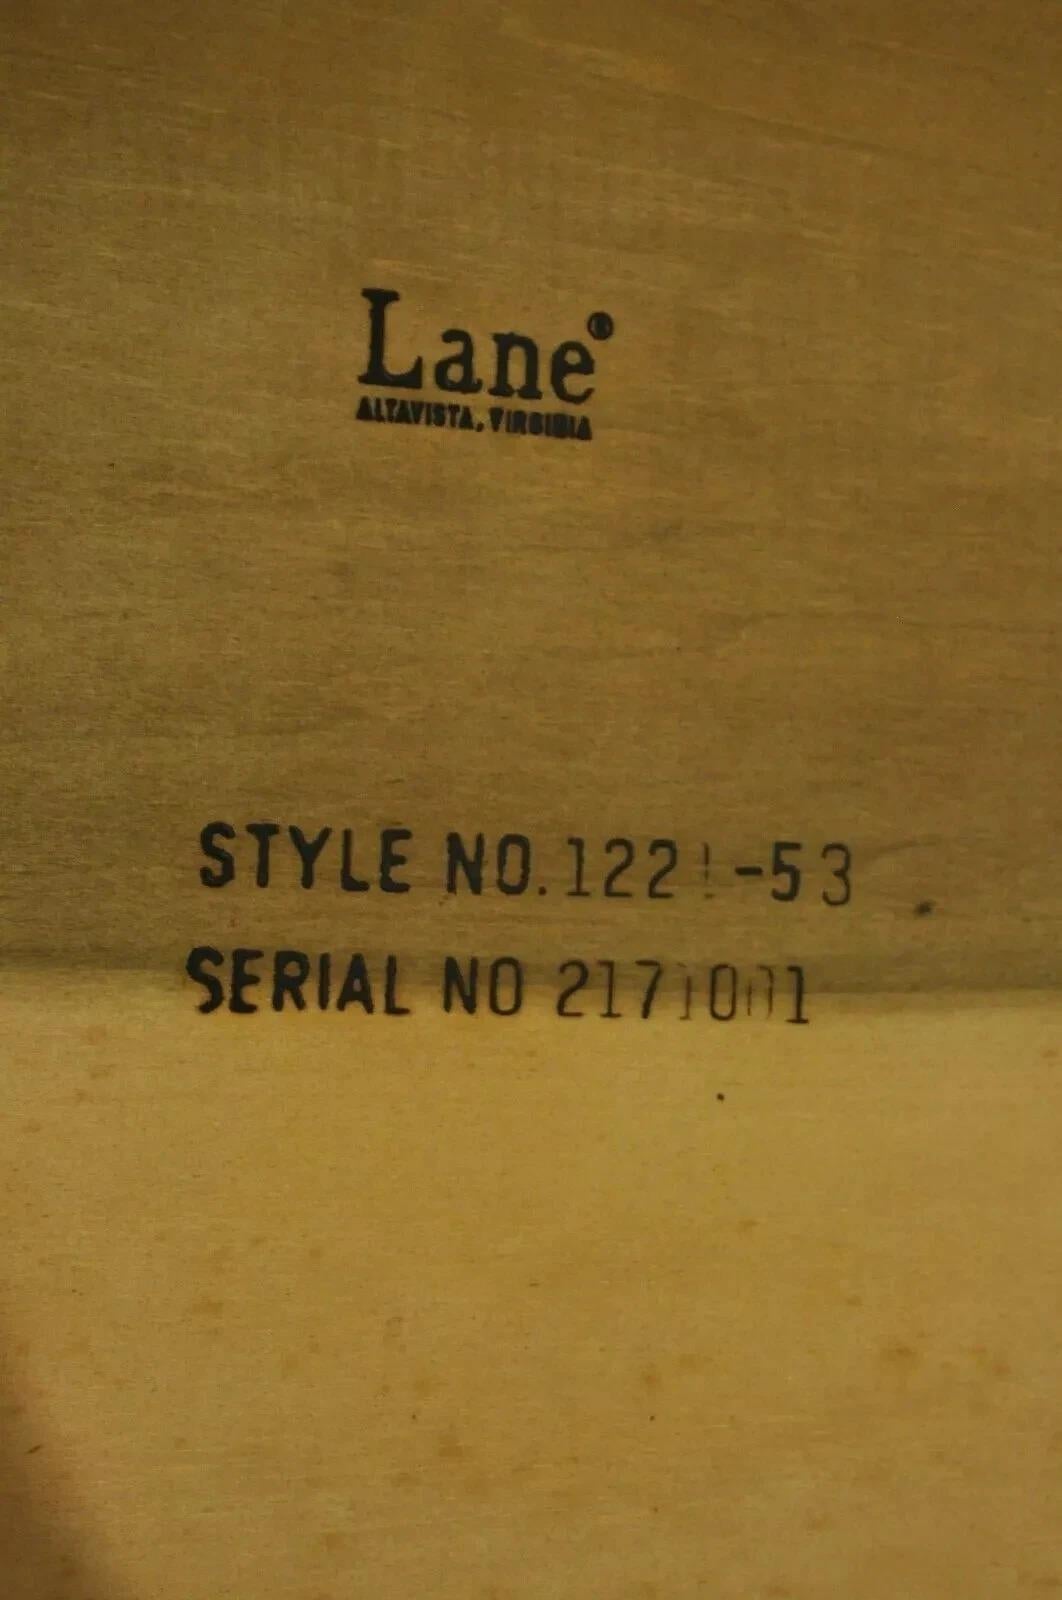 Lane®
ALTAVISTA, VIRGINIA
STYLE NO. 1221-53
SERIAL NO 2171001